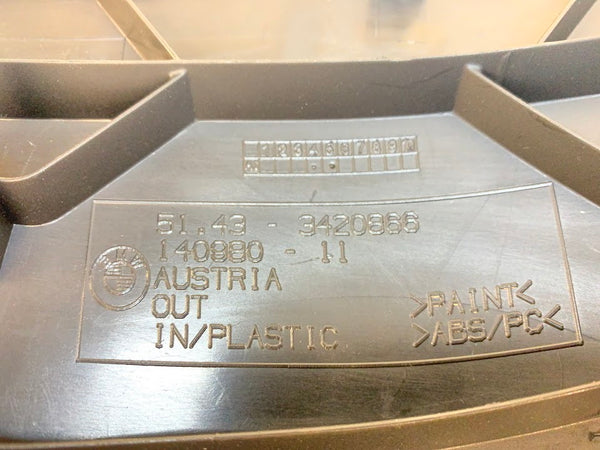 1 2 3 4 5 6 7 8 9
51.43 - 3420866
140980 - 11
AUSTRIA
OUT
IN/PLASTIC
>PAINT<
>ABS/PC<